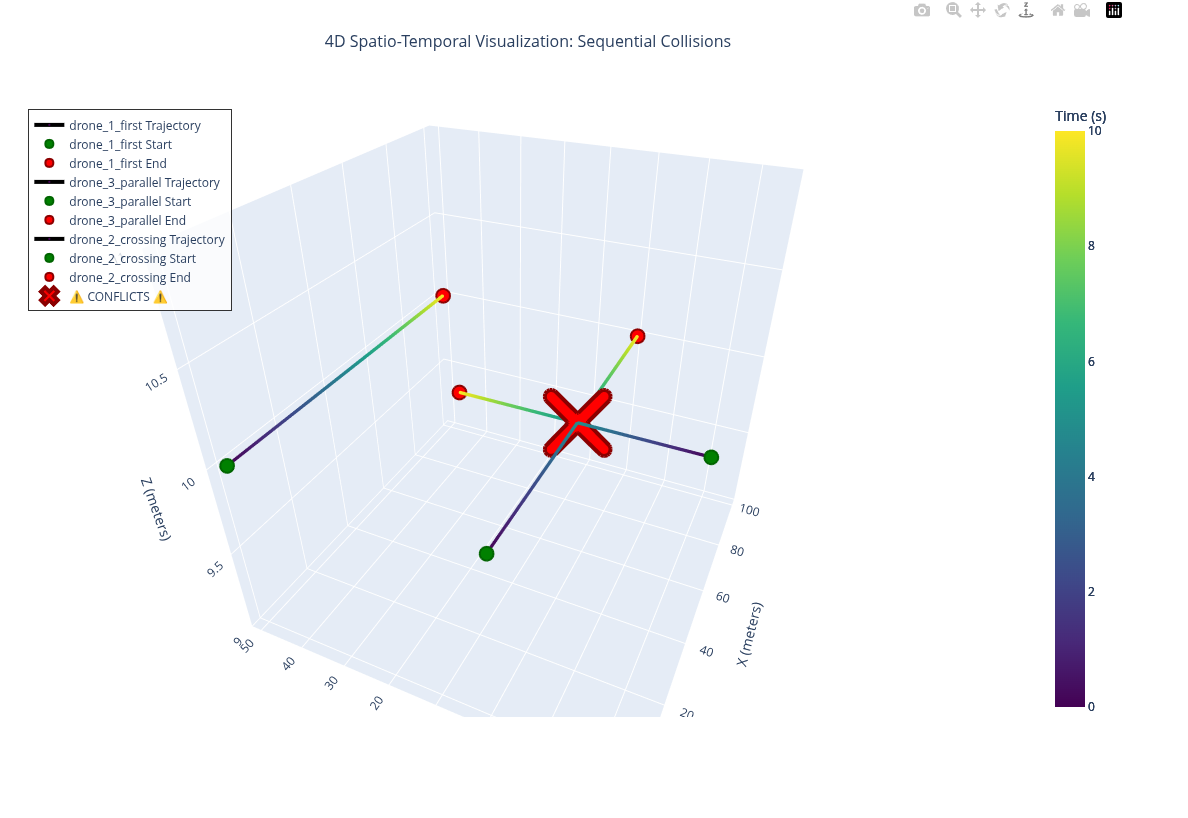 4D Spatio-Temporal Visualization: Sequential Collisions
drone_1_first Trajectory
drone_1_first Start
drone_1_first End
drone_3_parallel Trajectory
drone_3_parallel Start
drone_3_parallel End
drone_2_crossing Trajectory
drone_2_crossing Start
drone_2_crossing End
⚠️ CONFLICTS ⚠️
Time (s)
10
8
6
4
2
0
10.5
10
9.5
9
Z (meters)
50
40
30
20
100
80
60
40
20
X (meters)
Z